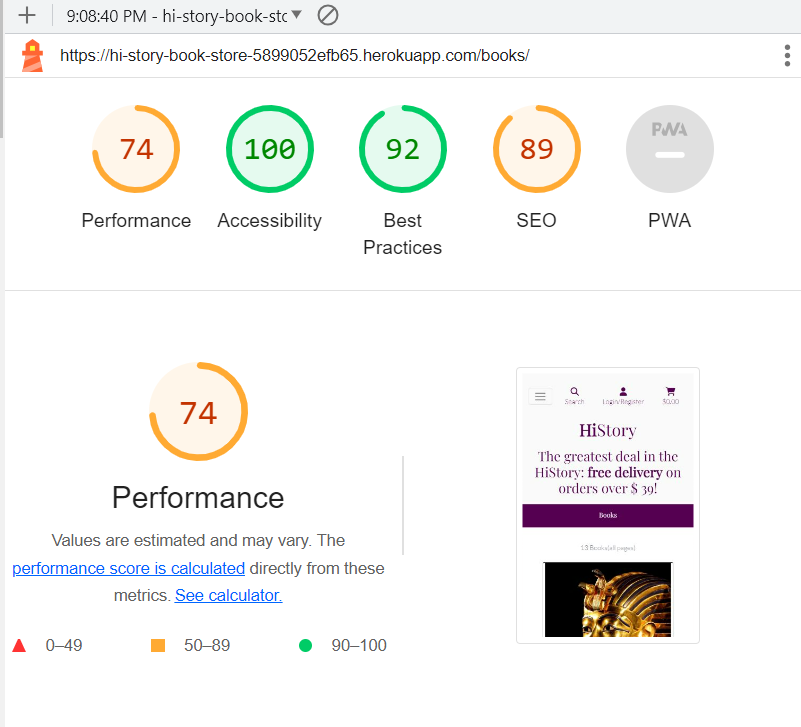 9:08:40 PM - hi-story-book-sto
https://hi-story-book-store-5899052efb65.herokuapp.com/books/
74 100 92 89 PWA
Performance Accessibility Best Practices SEO PWA
74
Performance
Values are estimated and may vary. The
performance score is calculated directly from these
metrics. See calculator.
0–49 50–89 90–100
Search Login/Register $0.00
HiStory
The greatest deal in the
HiStory: free delivery on
orders over $ 39!
Books
13 Books(all pages)